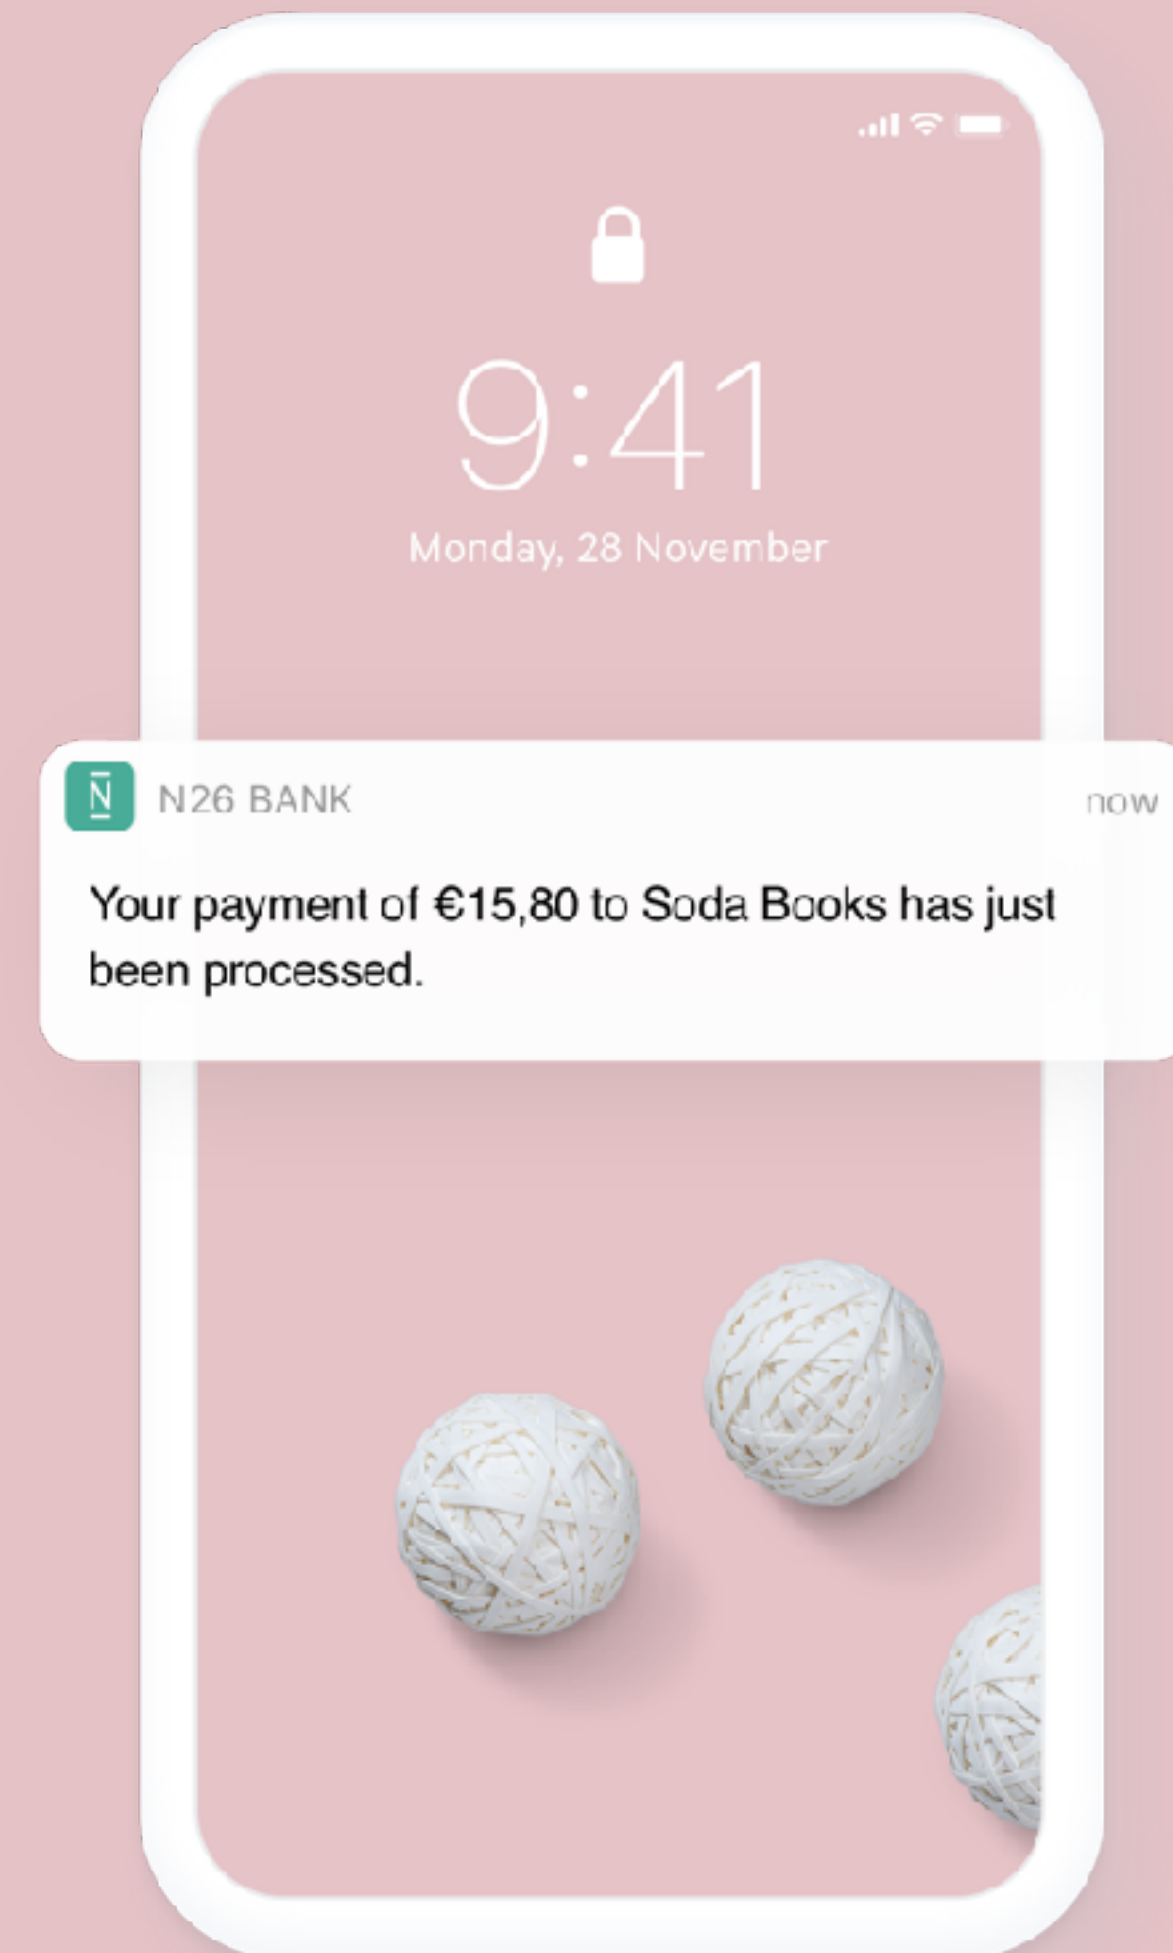 9:41
Monday, 28 November
N
N26 BANK
now
Your payment of €15,80 to Soda Books has just
been processed.